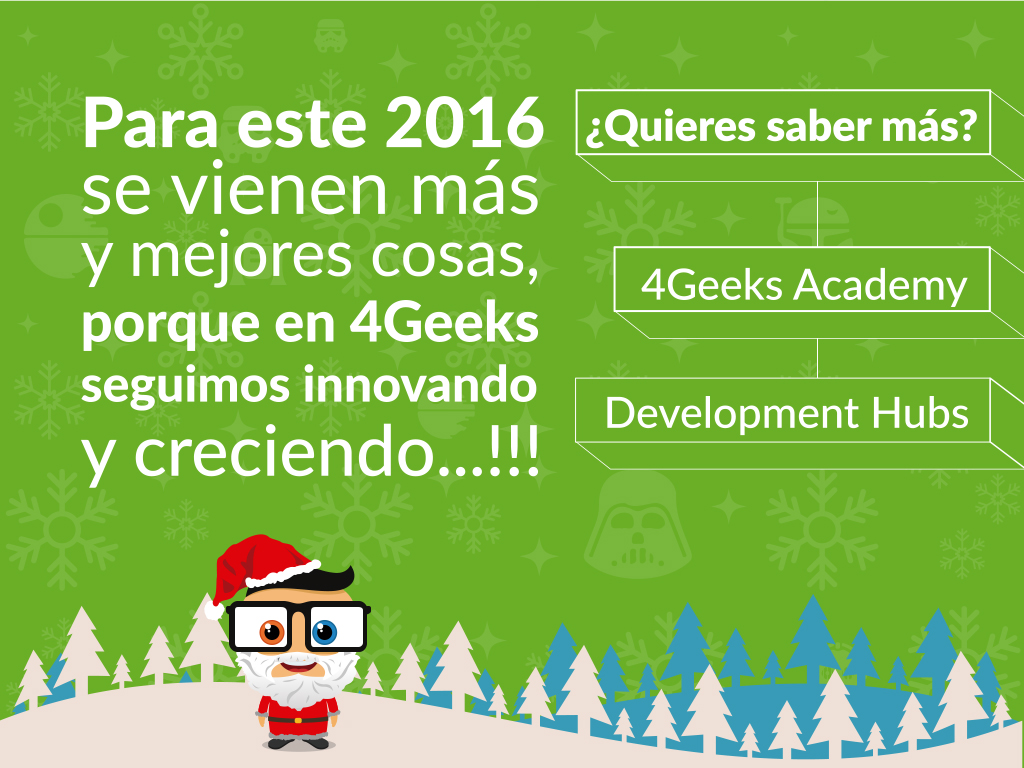 Para este 2016
se vienen más
y mejores cosas,
porque en 4Geeks
seguimos innovando
y creciendo...!!!
¿Quieres saber más?
4Geeks Academy
Development Hubs